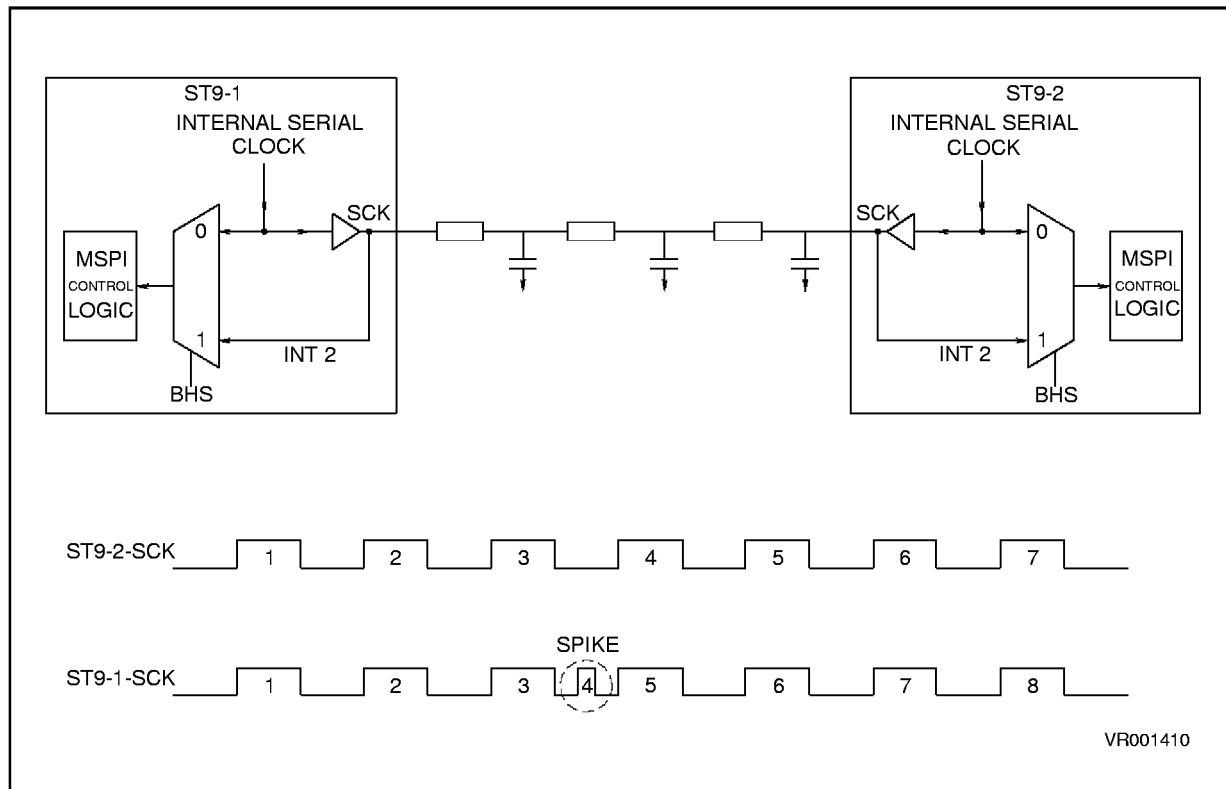 ST9-1
INTERNAL SERIAL
CLOCK
SCK
0
MSPI
CONTROL
LOGIC
1
INT 2
BHS
ST9-2
INTERNAL SERIAL
CLOCK
SCK
0
MSPI
CONTROL
LOGIC
1
INT 2
BHS
ST9-2-SCK 1 2 3 4 5 6 7
SPIKE
ST9-1-SCK 1 2 3 4 5 6 7 8
VR001410